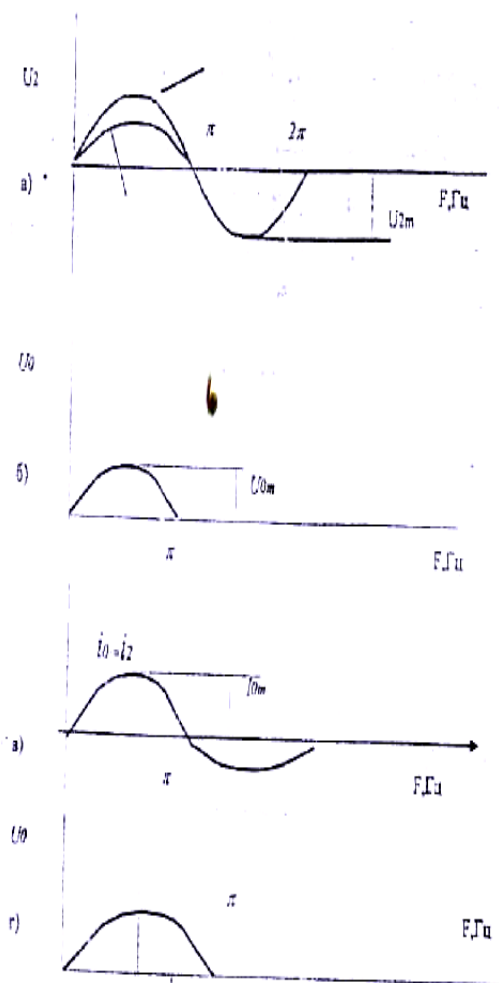 U2
π 2π
а)
F,Гц
U2m
U0
б)
U0m
π
F,Гц
i0=i2
I0m
в)
π
F,Гц
U0
π
г)
F,Гц